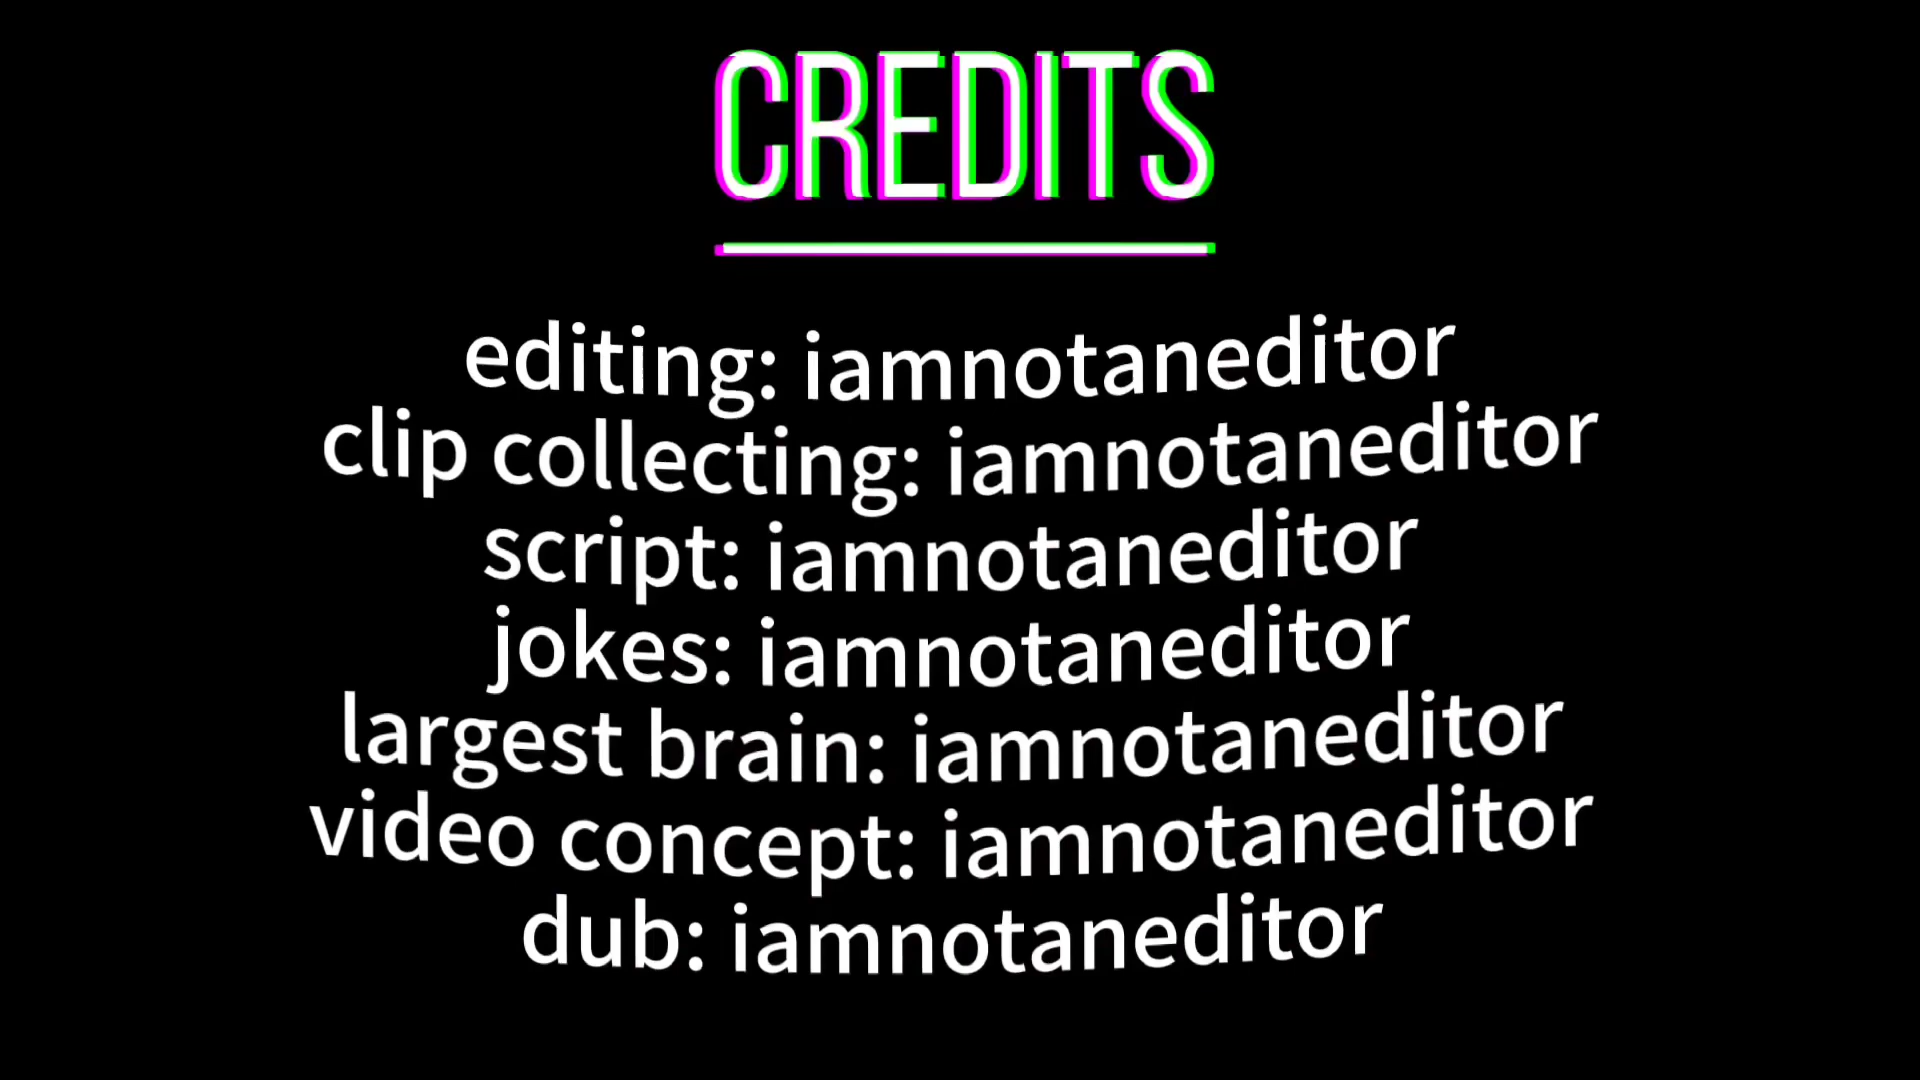 CREDITS
editing: iamnotaneditor
clip collecting: iamnotaneditor
script: iamnotaneditor
jokes: iamnotaneditor
largest brain: iamnotaneditor
video concept: iamnotaneditor
dub: iamnotaneditor